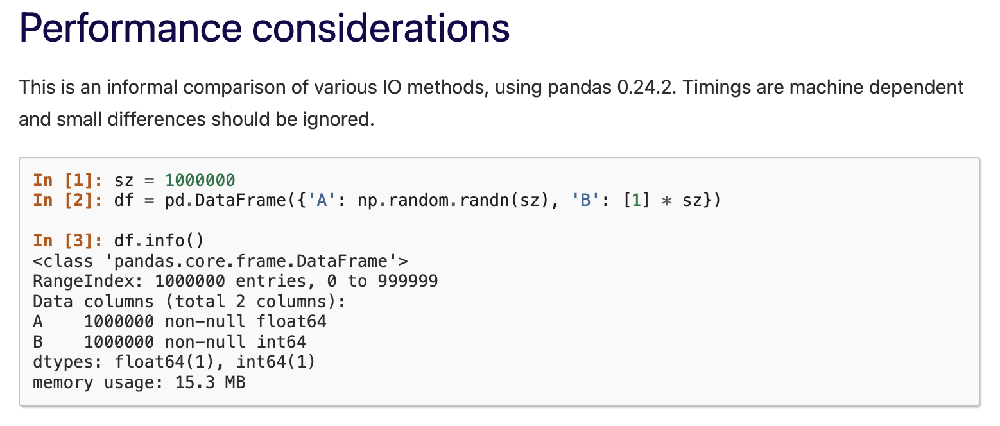 Performance considerations
This is an informal comparison of various IO methods, using pandas 0.24.2. Timings are machine dependent
and small differences should be ignored.
In [1]: sz = 1000000
In [2]: df = pd.DataFrame({'A': np.random.randn(sz), 'B': [1] * sz})
In [3]: df.info()
<class 'pandas.core.frame.DataFrame'>
RangeIndex: 1000000 entries, 0 to 999999
Data columns (total 2 columns):
A    1000000 non-null float64
B    1000000 non-null int64
dtypes: float64(1), int64(1)
memory usage: 15.3 MB